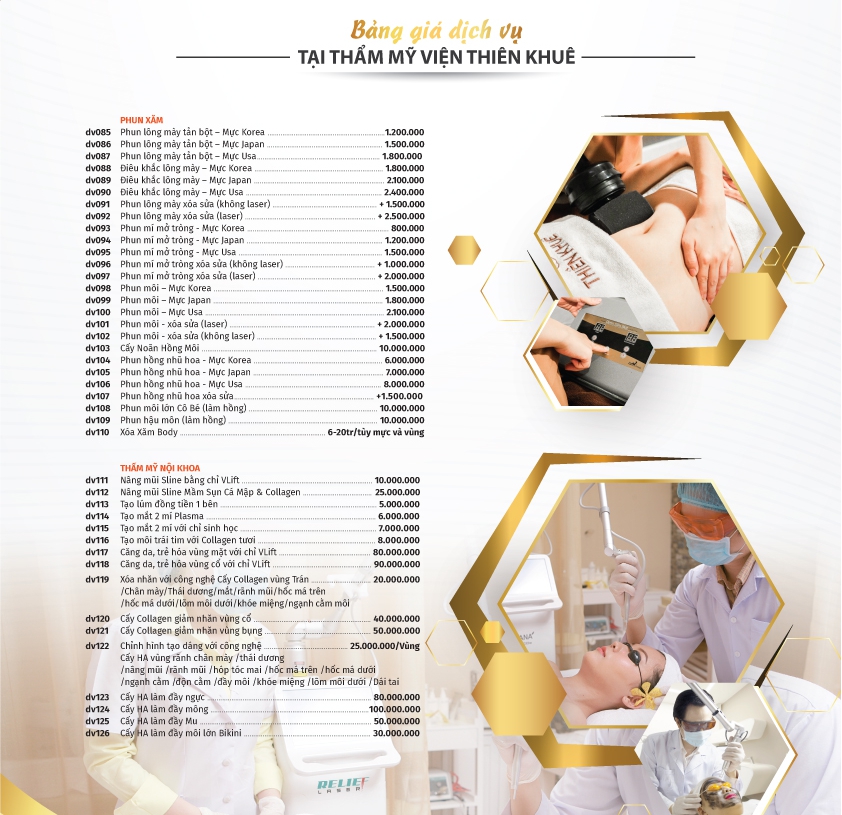 Bảng giá dịch vụ
TẠI THẨM MỸ VIỆN THIÊN KHUÊ
PHUN XĂM
dv085 Phun lông mày tán bột – Mực Korea 1.200.000
dv086 Phun lông mày tán bột – Mực Japan 1.500.000
dv087 Phun lông mày tán bột – Mực Usa 1.800.000
dv088 Điêu khắc lông mày – Mực Korea 1.800.000
dv089 Điêu khắc lông mày – Mực Japan 2.100.000
dv090 Điêu khắc lông mày – Mực Usa 2.400.000
dv091 Phun lông mày xóa sửa (không laser) + 1.500.000
dv092 Phun lông mày xóa sửa (laser) + 2.500.000
dv093 Phun mí mở tròng - Mực Korea 800.000
dv094 Phun mí mở tròng - Mực Japan 1.200.000
dv095 Phun mí mở tròng - Mực Usa 1.500.000
dv096 Phun mí mở tròng xóa sửa (không laser) + 1.000.000
dv097 Phun mí mở tròng xóa sửa (laser) + 2.000.000
dv098 Phun môi – Mực Korea 1.500.000
dv099 Phun môi – Mực Japan 1.800.000
dv100 Phun môi – Mực Usa 2.100.000
dv101 Phun môi - xóa sửa (laser) + 2.000.000
dv102 Phun môi - xóa sửa (không laser) + 1.500.000
dv103 Cấy Noãn Hồng Môi 10.000.000
dv104 Phun hồng nhũ hoa - Mực Korea 6.000.000
dv105 Phun hồng nhũ hoa - Mực Japan 7.000.000
dv106 Phun hồng nhũ hoa - Mực Usa 8.000.000
dv107 Phun hồng nhũ hoa xóa sửa +1.500.000
dv108 Phun môi lớn Cô Bé (làm hồng) 10.000.000
dv109 Phun hậu môn (làm hồng) 10.000.000
dv110 Xóa Xăm Body 6-20tr/tùy mực và vùng
THẨM MỸ NỘI KHOA
dv111 Nâng mũi Sline bằng chỉ VLift 10.000.000
dv112 Nâng mũi Sline Mầm Sụn Cá Mập & Collagen 25.000.000
dv113 Tạo lúm đồng tiền 1 bên 5.000.000
dv114 Tạo mắt 2 mí Plasma 6.000.000
dv115 Tạo mắt 2 mí với chỉ sinh học 7.000.000
dv116 Tạo môi trái tim với Collagen tươi 8.000.000
dv117 Căng da, trẻ hóa vùng mặt với chỉ VLift 80.000.000
dv118 Căng da, trẻ hóa vùng cổ với chỉ VLift 90.000.000
dv119 Xóa nhăn với công nghệ Cấy Collagen vùng Trán 20.000.000
/Chân mày/Thái dương/mắt/rãnh mũi/hốc má trên
/hốc má dưới/lõm môi dưới/khóe miệng/ngạnh cằm môi
dv120 Cấy Collagen giảm nhăn vùng cổ 40.000.000
dv121 Cấy Collagen giảm nhăn vùng bụng 50.000.000
dv122 Chỉnh hình tạo dáng với công nghệ 25.000.000/Vùng
Cấy HA vùng rãnh chân mày /thái dương
/nâng mũi /rãnh mũi /hóp tóc mai /hốc má trên /hốc má dưới
/ngạnh cằm /độn cằm /đầy môi /khóe miệng /lõm môi dưới /Dái tai
dv123 Cấy HA làm đầy ngực 80.000.000
dv124 Cấy HA làm đầy mông 100.000.000
dv125 Cấy HA làm đầy Mu 50.000.000
dv126 Cấy HA làm đầy môi lớn Bikini 30.000.000
THIÊN KHUÊ
RELIEF
LASER